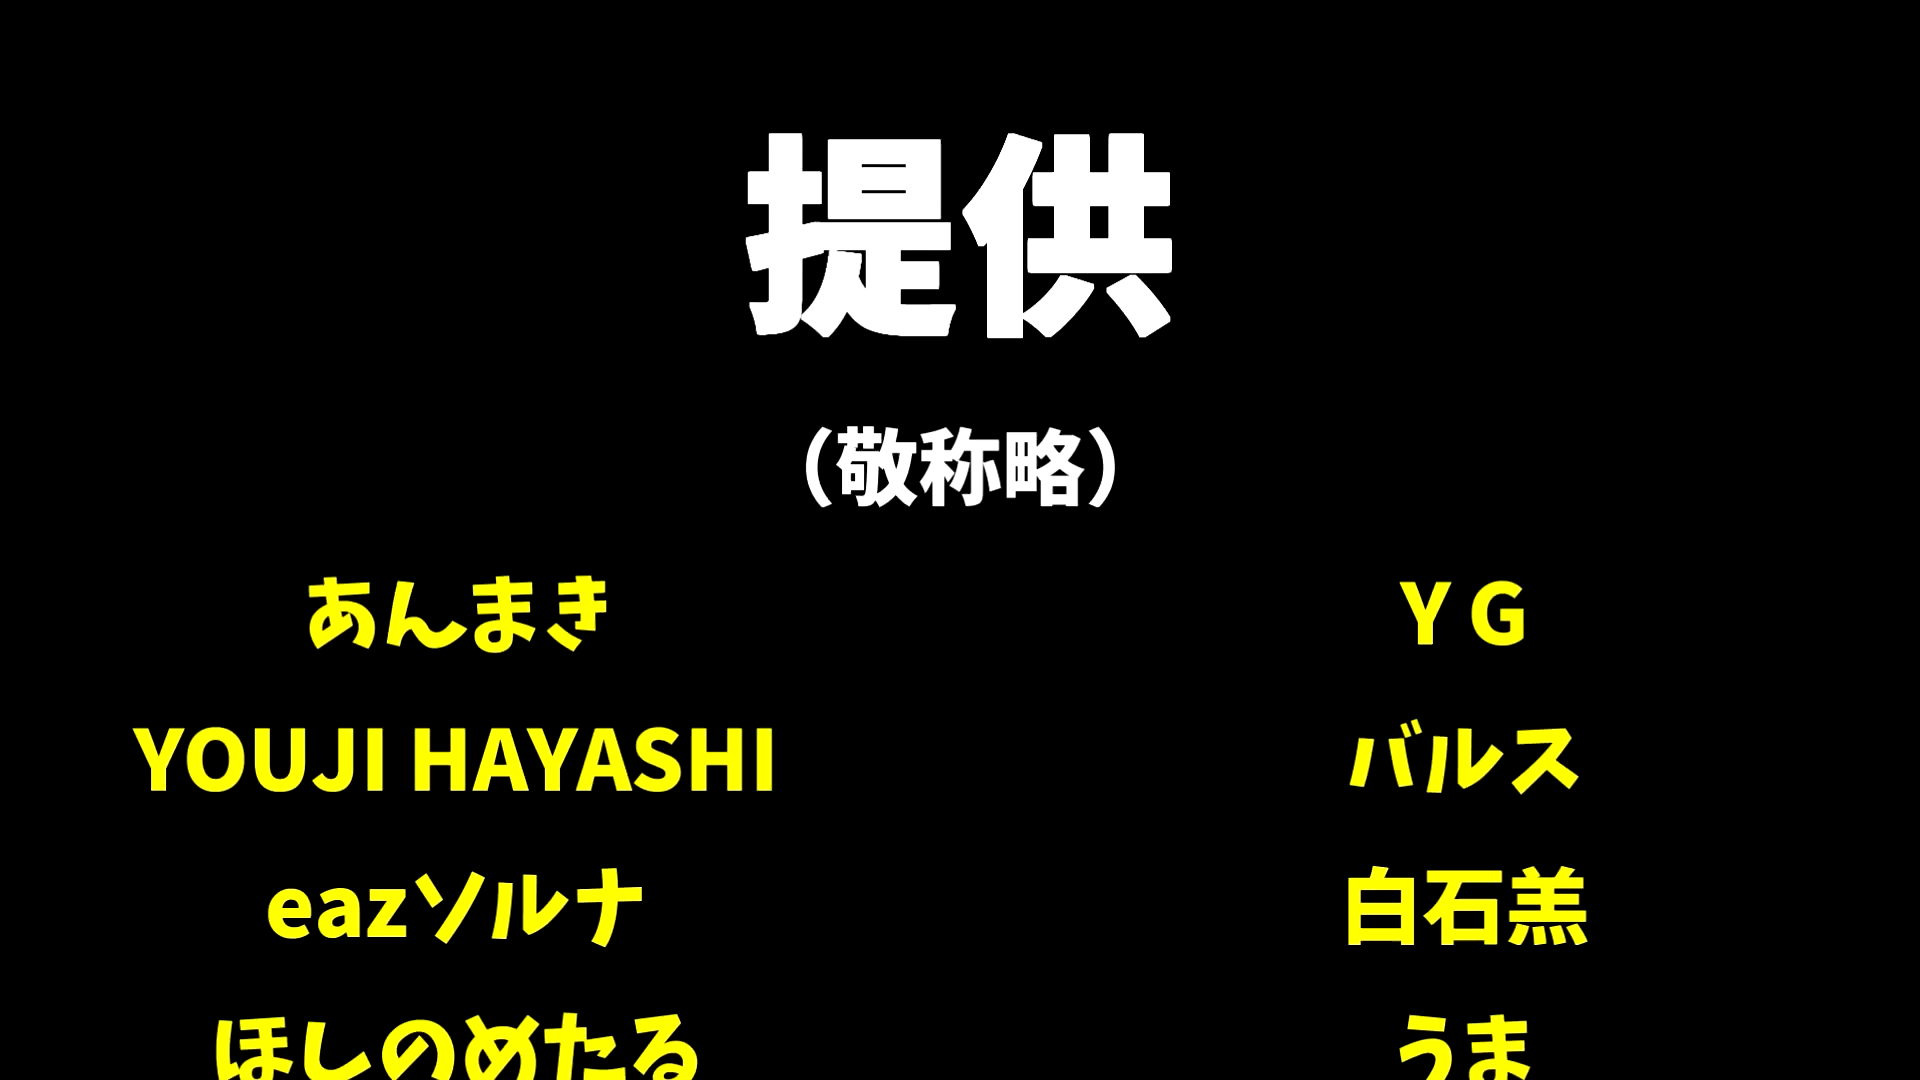 提供
（敬称略）
あんまき
Y G
YOUJI HAYASHI
バルス
eazソルナ
白石羔
ほしのめたる
うま